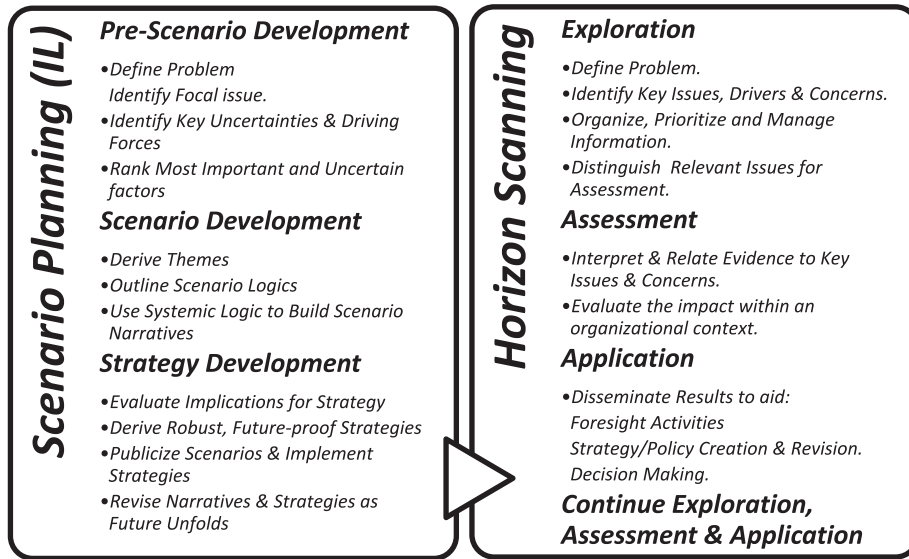 Scenario Planning (IL)
Pre-Scenario Development
•Define Problem
Identify Focal issue.
•Identify Key Uncertainties & Driving
Forces
•Rank Most Important and Uncertain
factors
Scenario Development
•Derive Themes
•Outline Scenario Logics
•Use Systemic Logic to Build Scenario
Narratives
Strategy Development
•Evaluate Implications for Strategy
•Derive Robust, Future-proof Strategies
•Publicize Scenarios & Implement
Strategies
•Revise Narratives & Strategies as
Future Unfolds
Horizon Scanning
Exploration
•Define Problem.
•Identify Key Issues, Drivers & Concerns.
•Organize, Prioritize and Manage
Information.
•Distinguish Relevant Issues for
Assessment.
Assessment
•Interpret & Relate Evidence to Key
Issues & Concerns.
•Evaluate the impact within an
organizational context.
Application
•Disseminate Results to aid:
Foresight Activities
Strategy/Policy Creation & Revision.
Decision Making.
Continue Exploration,
Assessment & Application